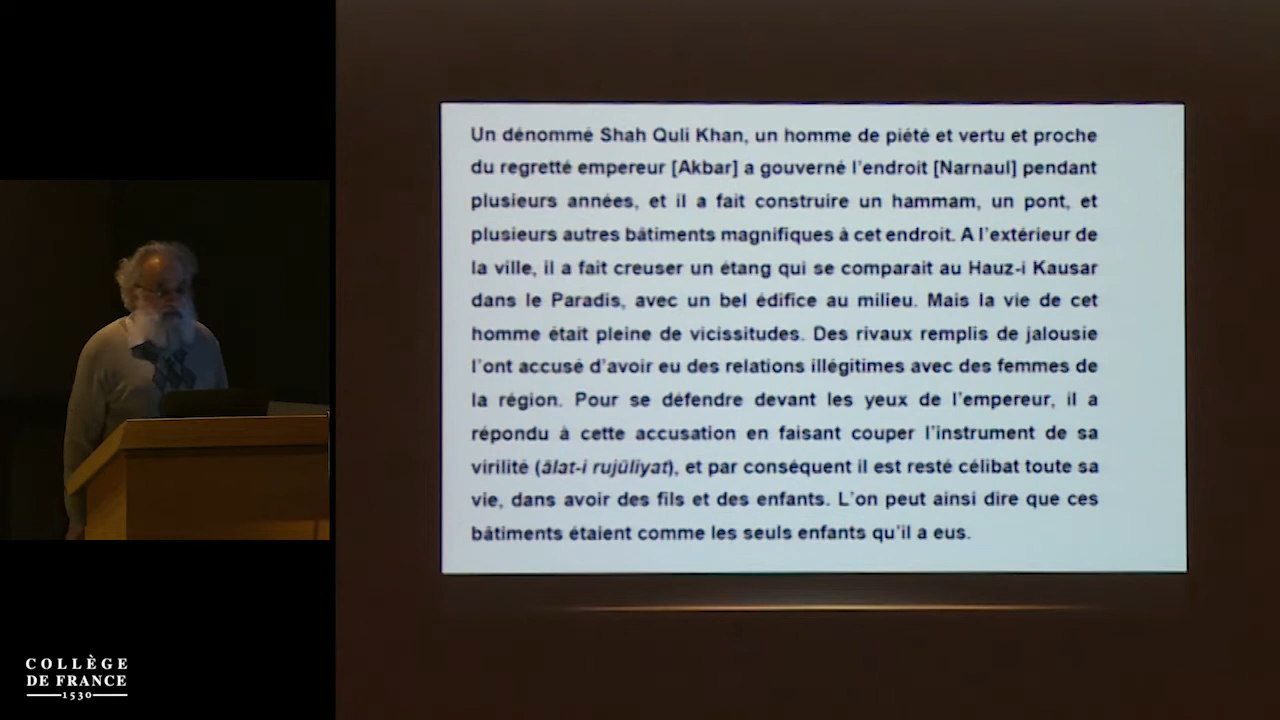 Un dénommé Shah Quli Khan, un homme de piété et vertu et proche
du regretté empereur [Akbar] a gouverné l'endroit [Narnaul] pendant
plusieurs années, et il a fait construire un hammam, un pont, et
plusieurs autres bâtiments magnifiques à cet endroit. A l'extérieur de
la ville, il a fait creuser un étang qui se comparait au Hauz-i Kausar
dans le Paradis, avec un bel édifice au milieu. Mais la vie de cet
homme était pleine de vicissitudes. Des rivaux remplis de jalousie
l'ont accusé d'avoir eu des relations illégitimes avec des femmes de
la région. Pour se défendre devant les yeux de l'empereur, il a
répondu à cette accusation en faisant couper l'instrument de sa
virilité (ālat-i rujūliyat), et par conséquent il est resté célibat toute sa
vie, dans avoir des fils et des enfants. L'on peut ainsi dire que ces
bâtiments étaient comme les seuls enfants qu'il a eus.
COLLÈGE
DE FRANCE
1530